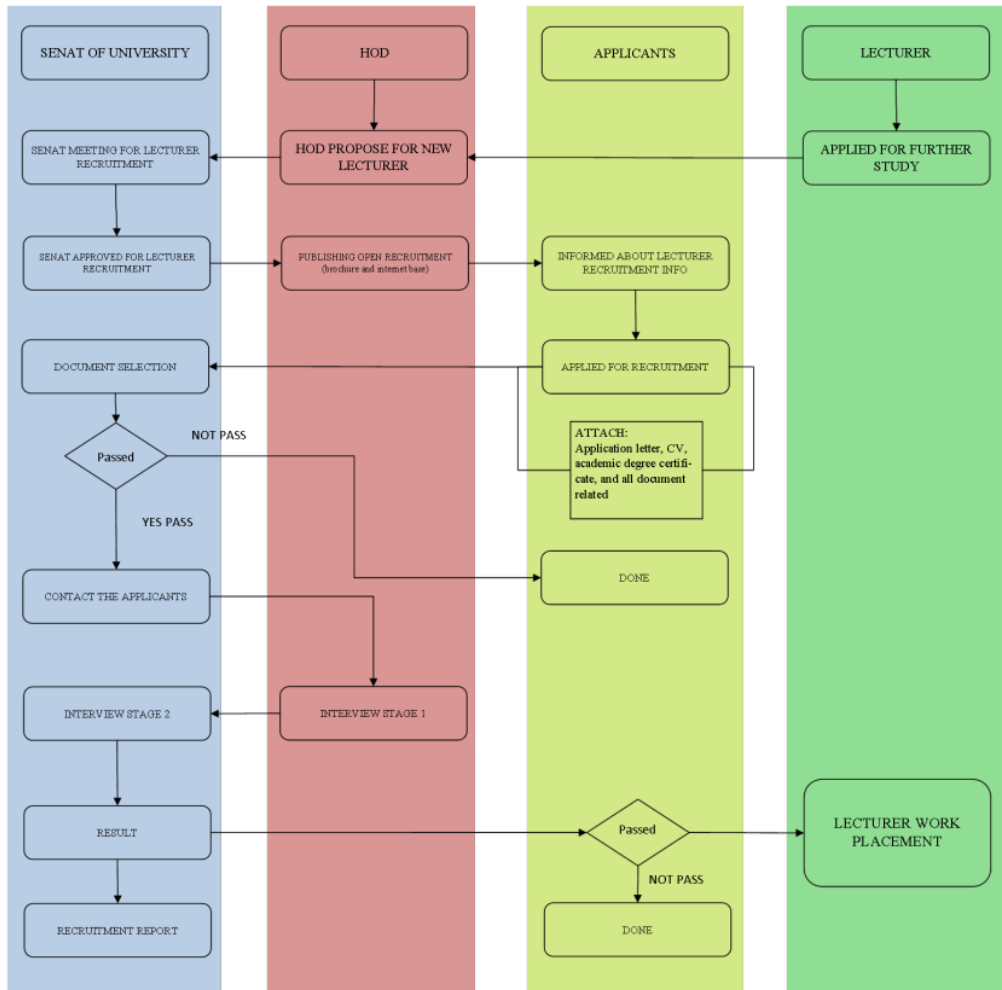 SENAT OF UNIVERSITY
HOD
APPLICANTS
LECTURER
SENAT MEETING FOR LECTURER
RECRUITMENT
HOD PROPOSE FOR NEW
LECTURER
APPLIED FOR FURTHER
STUDY
SENAT APPROVED FOR LECTURER
RECRUITMENT
PUBLISHING OPEN RECRUITMENT
(brochure and internet base)
INFORMED ABOUT LECTURER
RECRUITMENT INFO
DOCUMENT SELECTION
APPLIED FOR RECRUITMENT
NOT PASS
Passed
ATTACH:
Application letter, CV,
academic degree certifi-
cate, and all document
related
YES PASS
CONTACT THE APPLICANTS
DONE
INTERVIEW STAGE 2
INTERVIEW STAGE 1
RESULT
Passed
LECTURER WORK
PLACEMENT
NOT PASS
RECRUITMENT REPORT
DONE